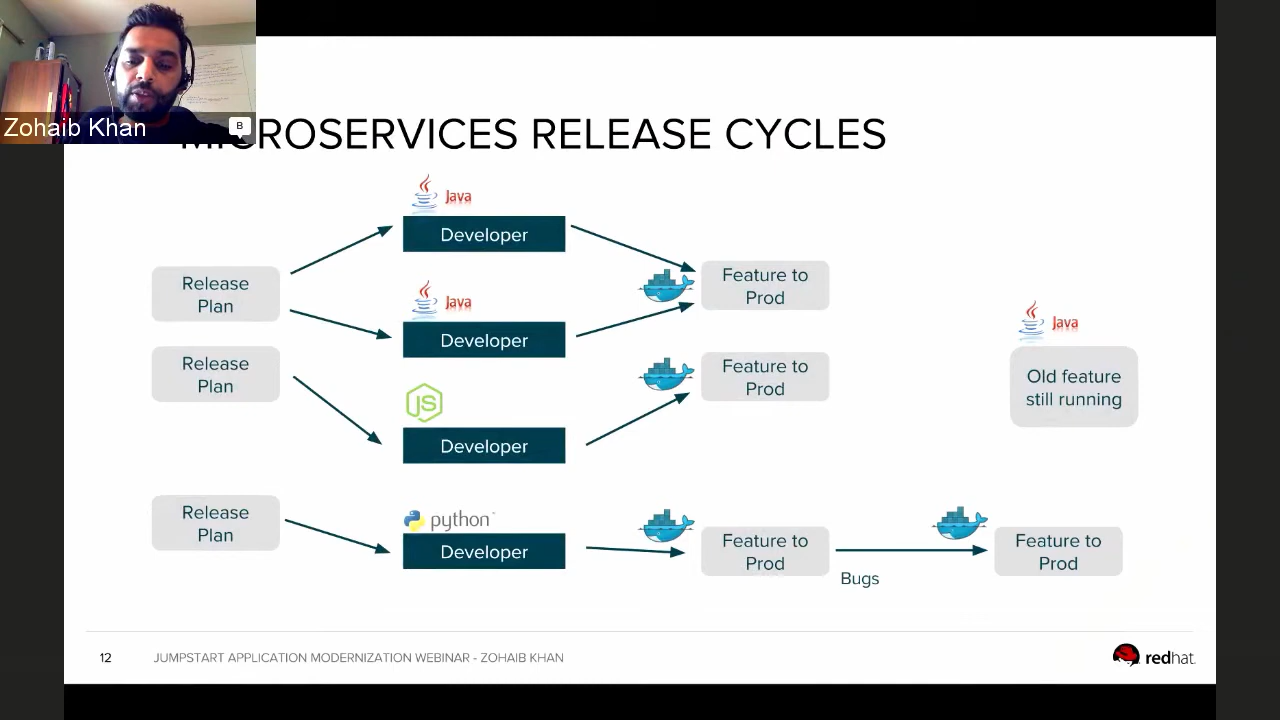 Zohaib Khan
B
MICROSERVICES RELEASE CYCLES
Java
Developer
Release
Plan
Feature to
Prod
Java
Developer
Java
Old feature
still running
Release
Plan
Feature to
Prod
JS
Developer
Release
Plan
python
Developer
Feature to
Prod
Bugs
Feature to
Prod
12
JUMPSTART APPLICATION MODERNIZATION WEBINAR - ZOHAIB KHAN
redhat.